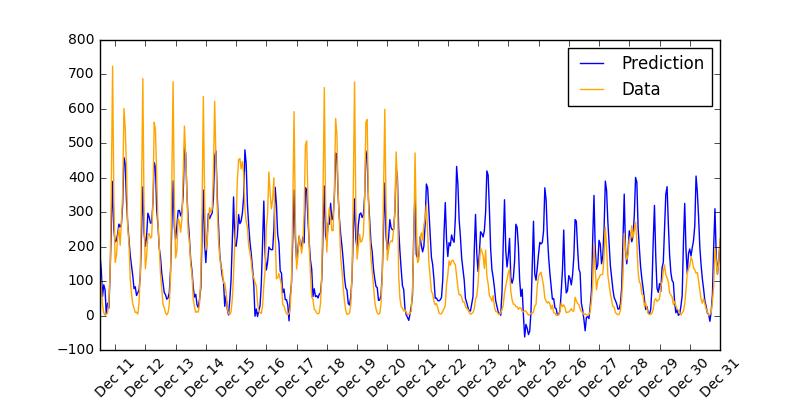 800
700
600
500
400
300
200
100
0
−100
Prediction
Data
Dec 11
Dec 12
Dec 13
Dec 14
Dec 15
Dec 16
Dec 17
Dec 18
Dec 19
Dec 20
Dec 21
Dec 22
Dec 23
Dec 24
Dec 25
Dec 26
Dec 27
Dec 28
Dec 29
Dec 30
Dec 31